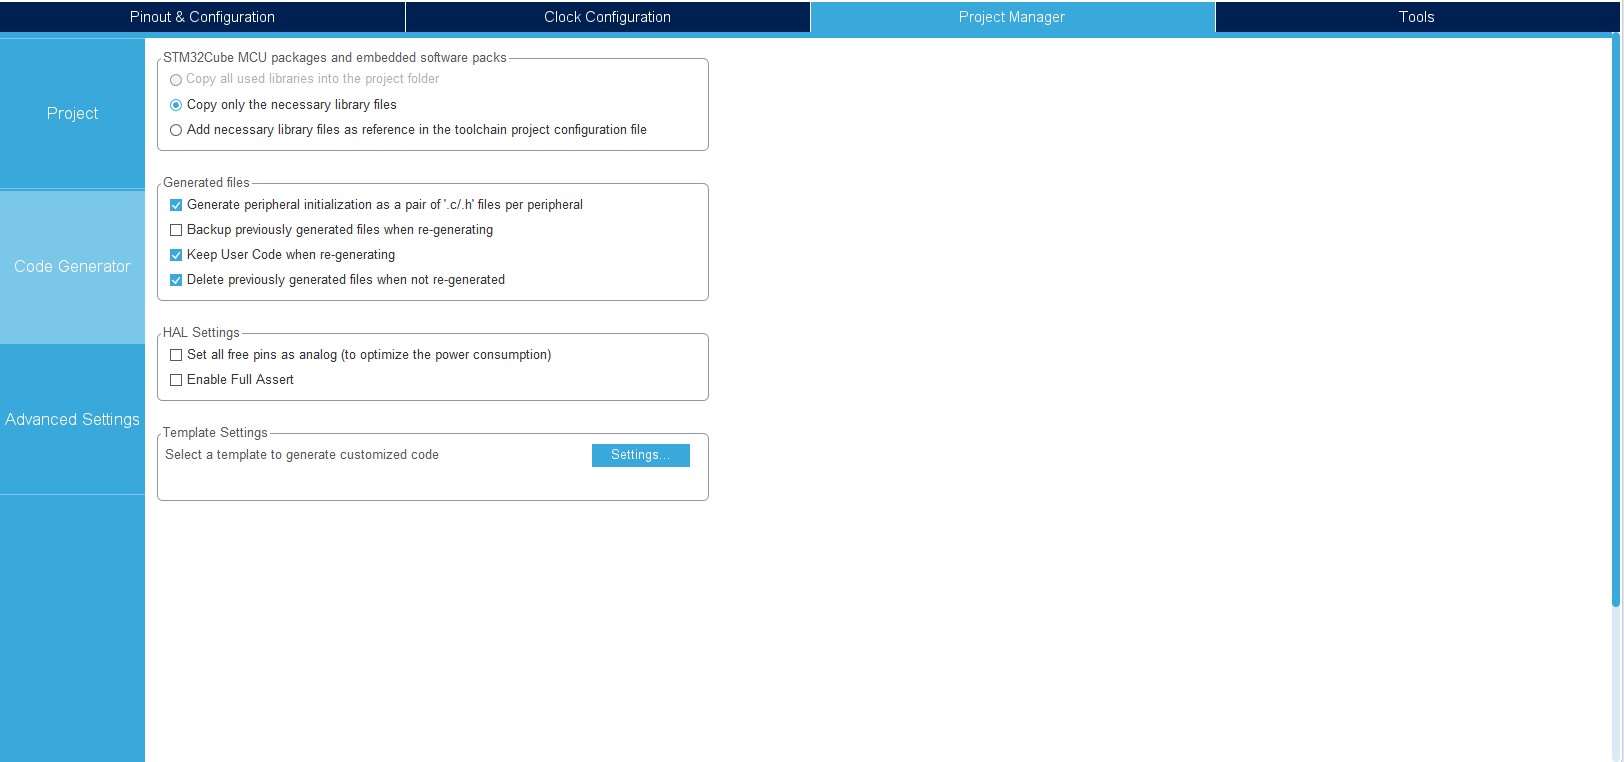 Pinout & Configuration
Clock Configuration
Project Manager
Tools
Project
Code Generator
Advanced Settings
STM32Cube MCU packages and embedded software packs
Copy all used libraries into the project folder
Copy only the necessary library files
Add necessary library files as reference in the toolchain project configuration file
Generated files
Generate peripheral initialization as a pair of '.c/.h' files per peripheral
Backup previously generated files when re-generating
Keep User Code when re-generating
Delete previously generated files when not re-generated
HAL Settings
Set all free pins as analog (to optimize the power consumption)
Enable Full Assert
Template Settings
Select a template to generate customized code
Settings...